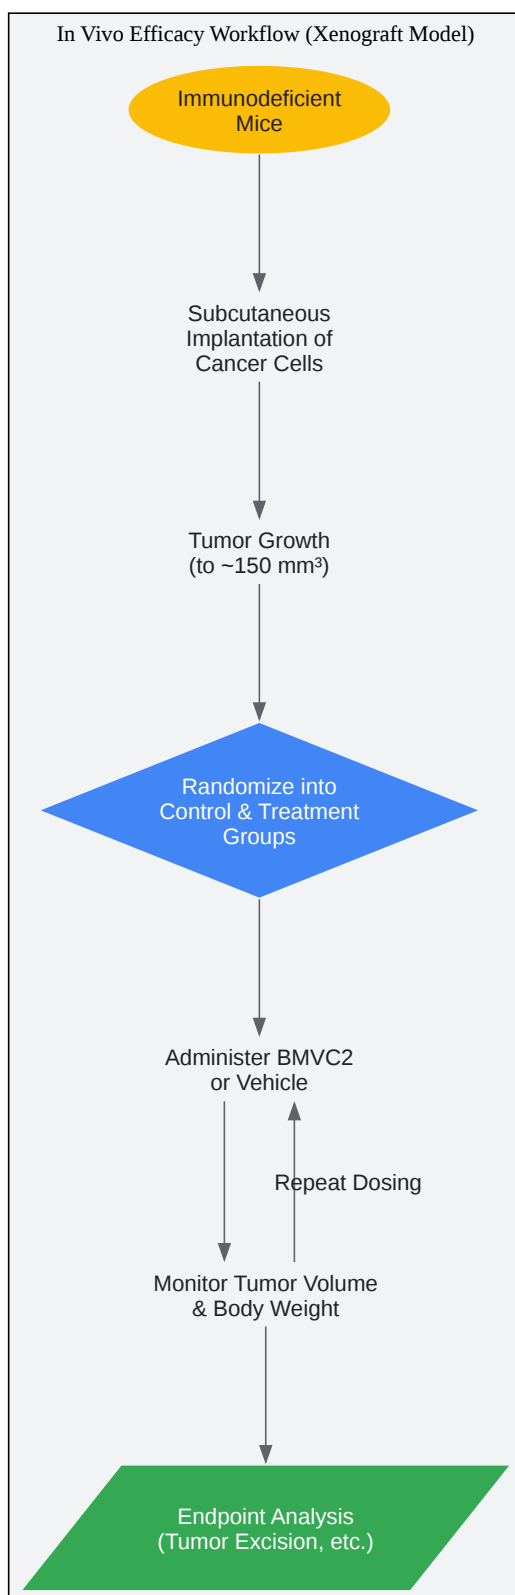 In Vivo Efficacy Workflow (Xenograft Model)
Immunodeficient
Mice
Subcutaneous
Implantation of
Cancer Cells
Tumor Growth
(to ~150 mm³)
Randomize into
Control & Treatment
Groups
Administer BMVC2
or Vehicle
Repeat Dosing
Monitor Tumor Volume
& Body Weight
Endpoint Analysis
(Tumor Excision, etc.)